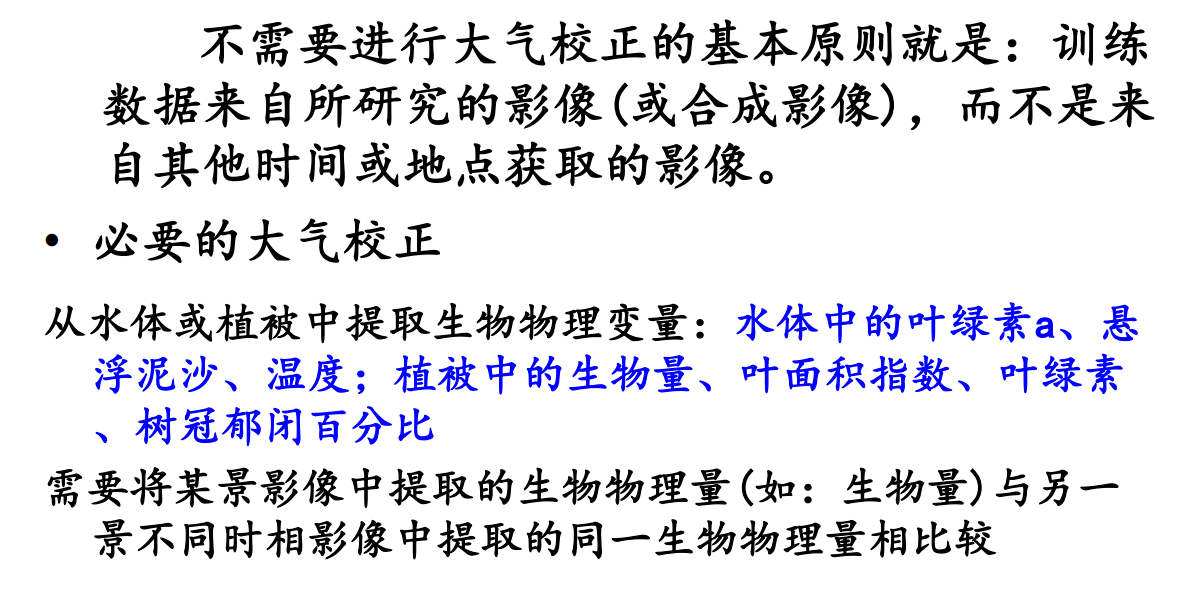 不需要进行大气校正的基本原则就是：训练
数据来自所研究的影像(或合成影像)，而不是来
自其他时间或地点获取的影像。
• 必要的大气校正
从水体或植被中提取生物物理变量：水体中的叶绿素a、悬
浮泥沙、温度；植被中的生物量、叶面积指数、叶绿素
、树冠郁闭百分比
需要将某景影像中提取的生物物理量(如：生物量)与另一
景不同时相影像中提取的同一生物物理量相比较